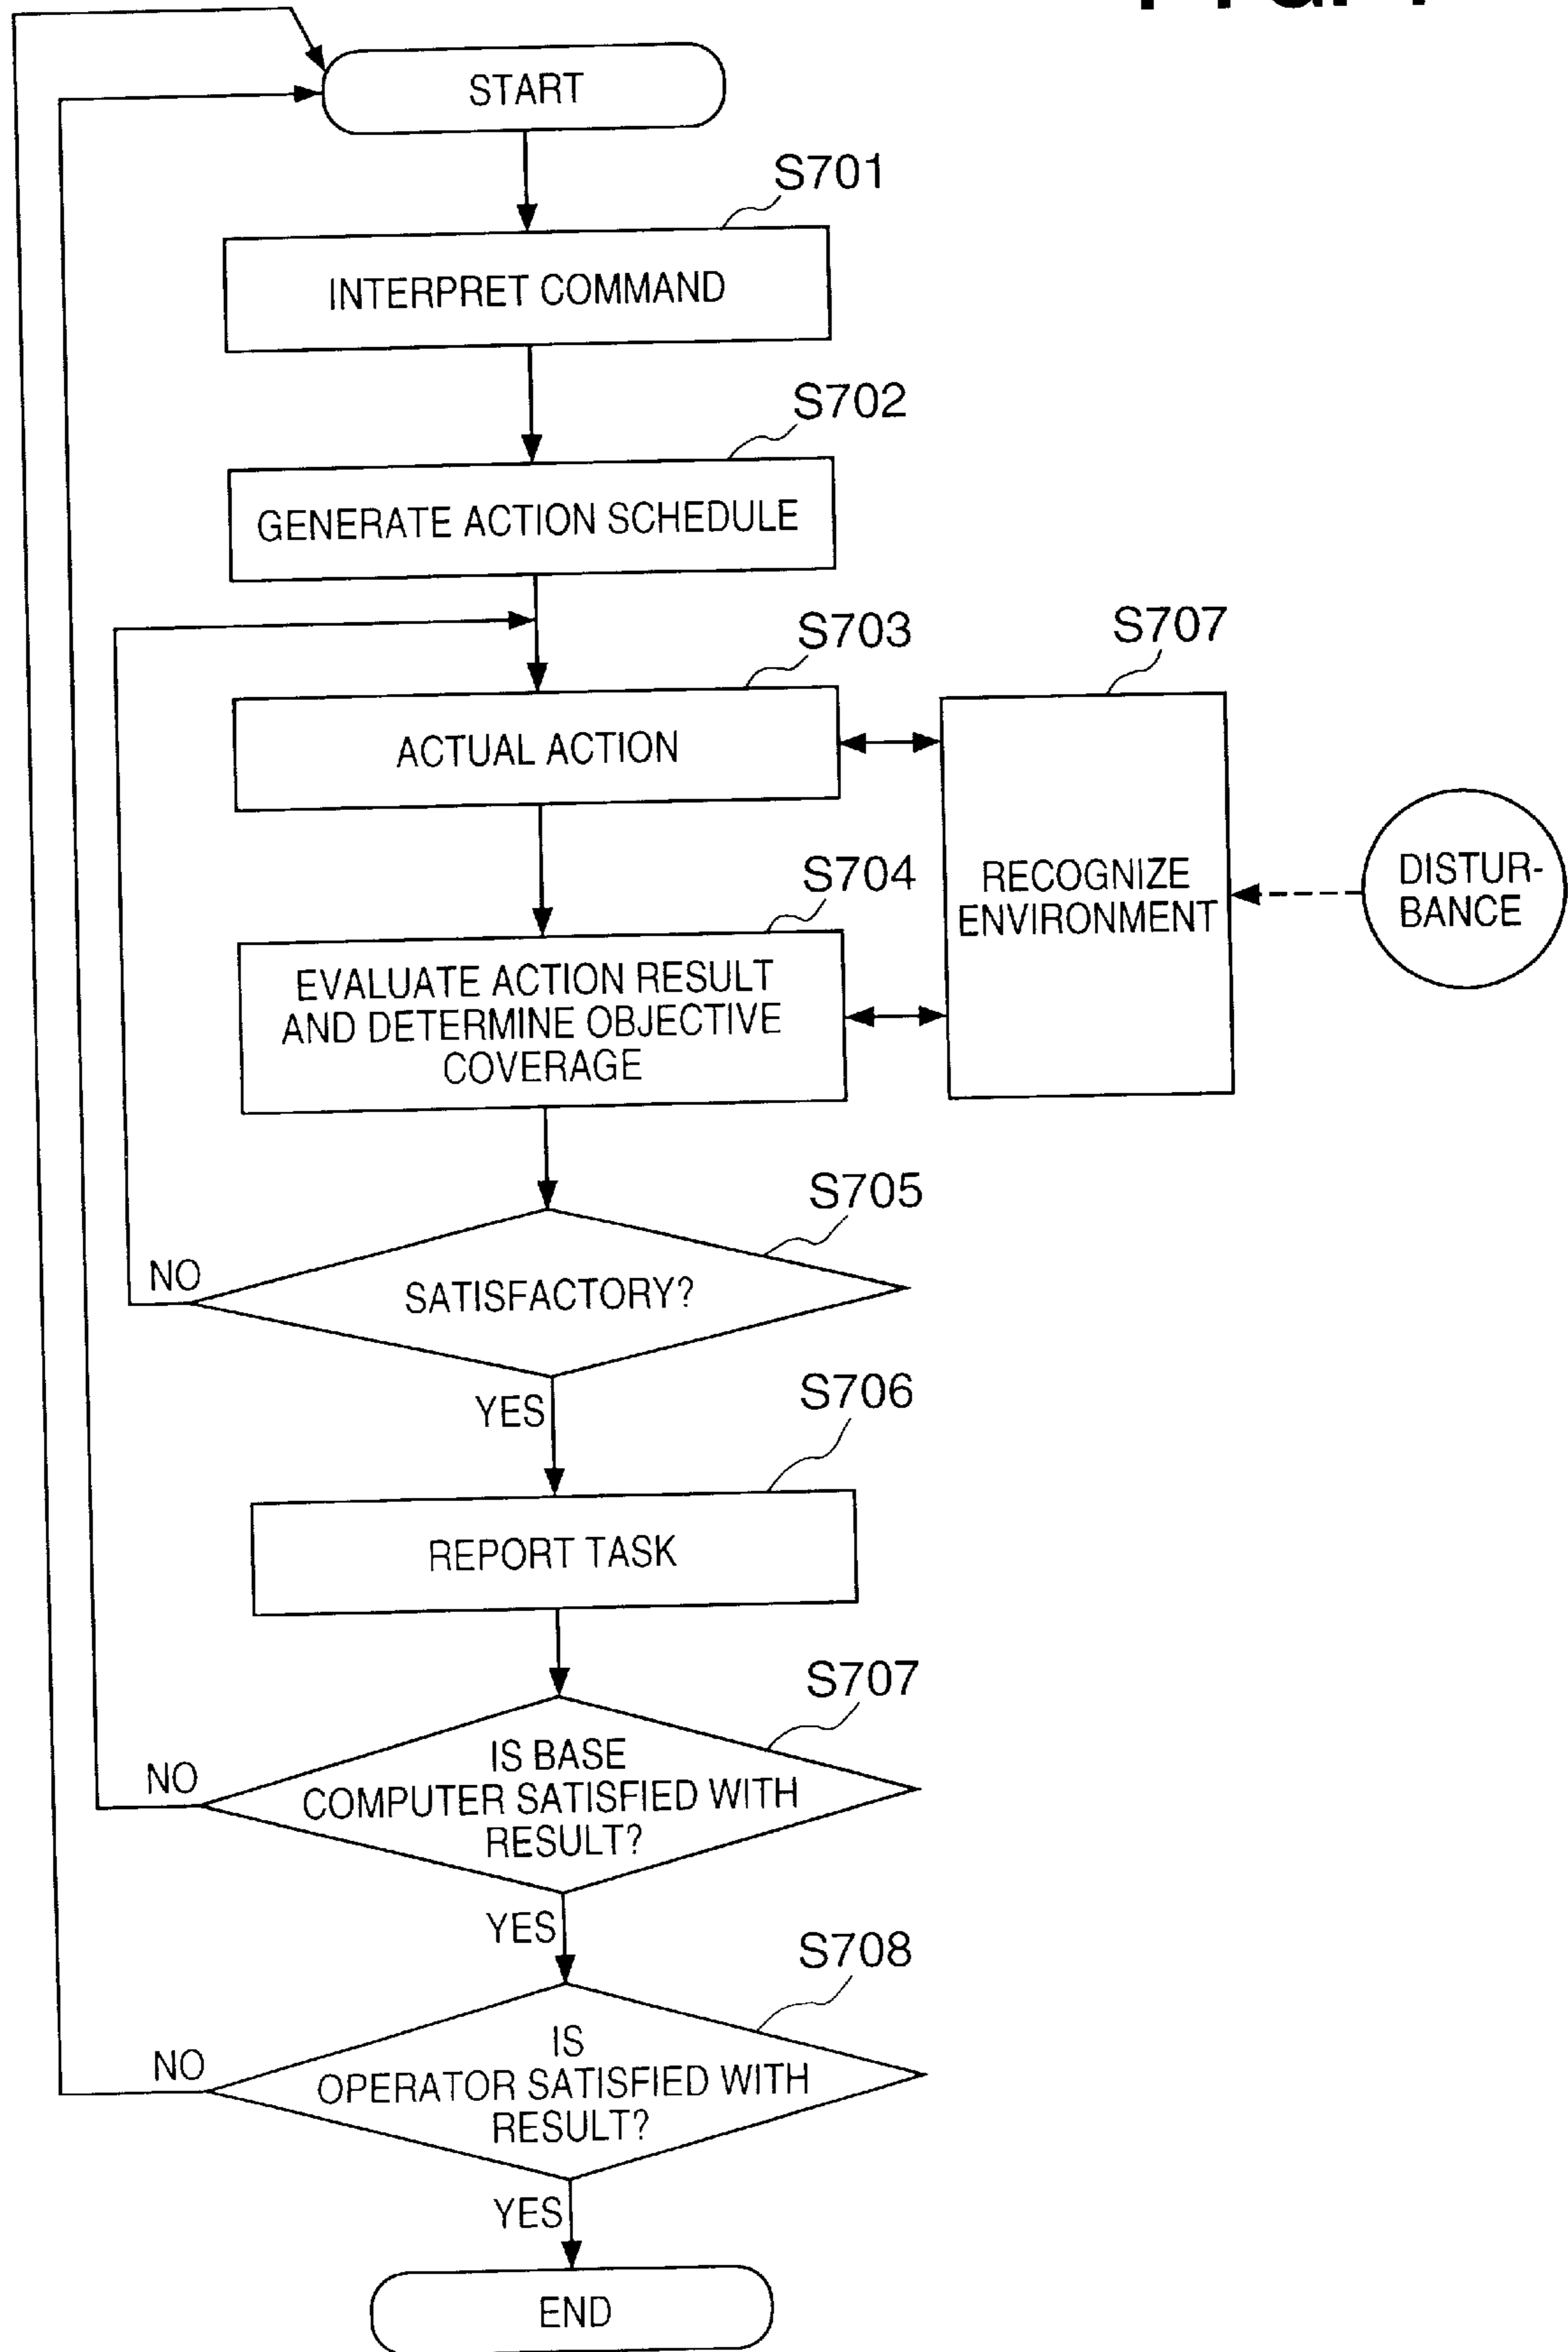 START
S701
INTERPRET COMMAND
S702
GENERATE ACTION SCHEDULE
S703
ACTUAL ACTION
S707
RECOGNIZE
ENVIRONMENT
DISTUR-
BANCE
S704
EVALUATE ACTION RESULT
AND DETERMINE OBJECTIVE
COVERAGE
S705
SATISFACTORY?
NO
YES
S706
REPORT TASK
S707
IS BASE
COMPUTER SATISFIED WITH
RESULT?
NO
YES
S708
IS
OPERATOR SATISFIED WITH
RESULT?
NO
YES
END